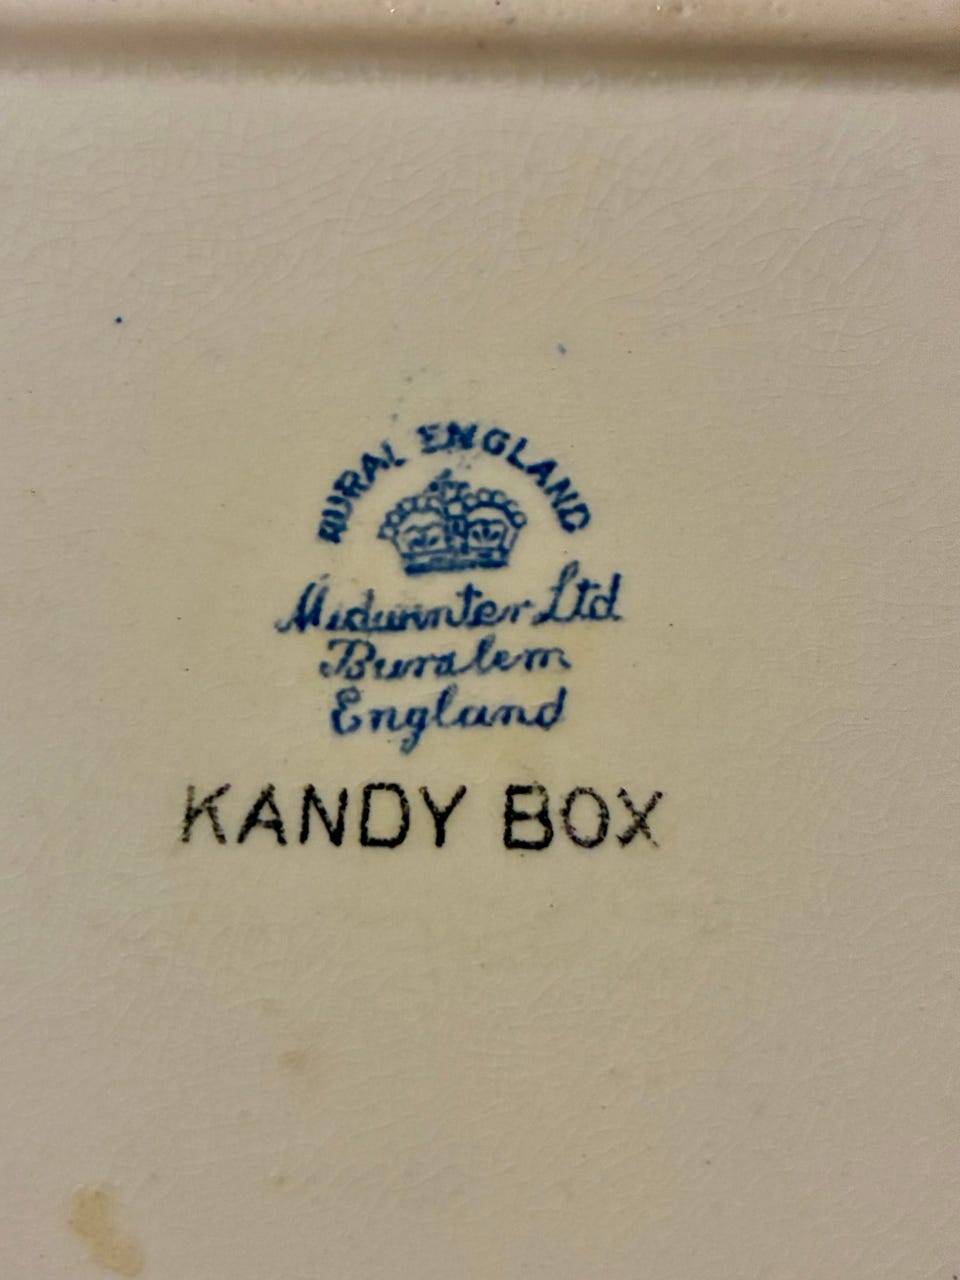 RURAL ENGLAND
Midwinter Ltd
Burslem
England
KANDY BOX